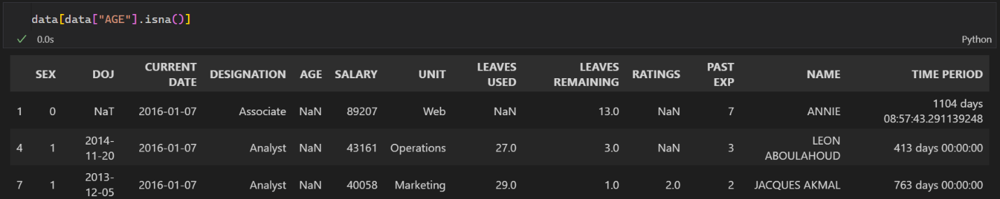 data[data["AGE"].isna()]
0.0s
Python
SEX DOJ CURRENT DATE DESIGNATION AGE SALARY UNIT LEAVES USED LEAVES REMAINING RATINGS PAST EXP NAME TIME PERIOD
1 0 NaT 2016-01-07 Associate NaN 89207 Web NaN 13.0 NaN 7 ANNIE 1104 days 08:57:43.291139248
4 1 2014-11-20 2016-01-07 Analyst NaN 43161 Operations 27.0 3.0 NaN 3 LEON ABOULAHOUD 413 days 00:00:00
7 1 2013-12-05 2016-01-07 Analyst NaN 40058 Marketing 29.0 1.0 2.0 2 JACQUES AKMAL 763 days 00:00:00